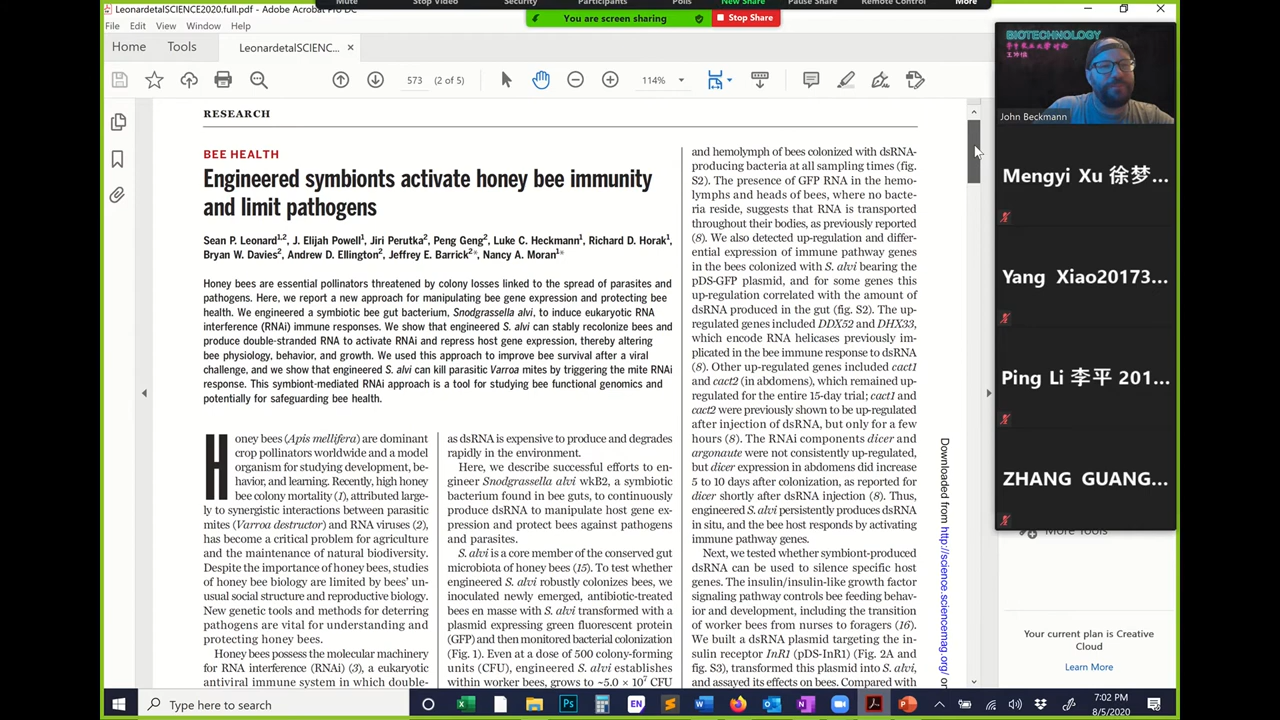 LeonardetalSCIENCE2020.full.pdf - Adobe Acrobat Pro DC
Mute Stop Video Security Participants Polls New Share Pause Share Remote Control More
You are screen sharing
Stop Share
File Edit View Window Help
Home Tools LeonardetalSCIENC... ×
573 (2 of 5)
114%
RESEARCH
BEE HEALTH
Engineered symbionts activate honey bee immunity
and limit pathogens
Sean P. Leonard1,2, J. Elijah Powell1, Jiri Perutka2, Peng Geng2, Luke C. Heckmann1, Richard D. Horak1,
Bryan W. Davies2, Andrew D. Ellington2, Jeffrey E. Barrick2*, Nancy A. Moran1*
Honey bees are essential pollinators threatened by colony losses linked to the spread of parasites and
pathogens. Here, we report a new approach for manipulating bee gene expression and protecting bee
health. We engineered a symbiotic bee gut bacterium, Snodgrassella alvi, to induce eukaryotic RNA
interference (RNAi) immune responses. We show that engineered S. alvi can stably recolonize bees and
produce double-stranded RNA to activate RNAi and repress host gene expression, thereby altering
bee physiology, behavior, and growth. We used this approach to improve bee survival after a viral
challenge, and we show that engineered S. alvi can kill parasitic Varroa mites by triggering the mite RNAi
response. This symbiont-mediated RNAi approach is a tool for studying bee functional genomics and
potentially for safeguarding bee health.
Honey bees (Apis mellifera) are dominant
crop pollinators worldwide and a model
organism for studying development, be-
havior, and learning. Recently, high honey
bee colony mortality (1), attributed large-
ly to synergistic interactions between parasitic
mites (Varroa destructor) and RNA viruses (2),
has become a critical problem for agriculture
and the maintenance of natural biodiversity.
Despite the importance of honey bees, studies
of honey bee biology are limited by bees' un-
usual social structure and reproductive biology.
New genetic tools and methods for deterring
pathogens are vital for understanding and
protecting honey bees.
Honey bees possess the molecular machinery
for RNA interference (RNAi) (3), a eukaryotic
antiviral immune system in which double-
as dsRNA is expensive to produce and degrades
rapidly in the environment.
Here, we describe successful efforts to en-
gineer Snodgrassella alvi wkB2, a symbiotic
bacterium found in bee guts, to continuously
produce dsRNA to manipulate host gene ex-
pression and protect bees against pathogens
and parasites.
S. alvi is a core member of the conserved gut
microbiota of honey bees (15). To test whether
engineered S. alvi robustly colonizes bees, we
inoculated newly emerged, antibiotic-treated
bees en masse with S. alvi transformed with a
plasmid expressing green fluorescent protein
(GFP) and then monitored bacterial colonization
(Fig. 1). Even at a dose of 500 colony-forming
units (CFU), engineered S. alvi establishes
within worker bees, grows to ~5.0 × 10⁷ CFU
and hemolymph of bees colonized with dsRNA-
producing bacteria at all sampling times (fig.
S2). The presence of GFP RNA in the hemo-
lymphs and heads of bees, where no bacte-
ria reside, suggests that RNA is transported
throughout their bodies, as previously reported
(8). We also detected up-regulation and differ-
ential expression of immune pathway genes
in the bees colonized with S. alvi bearing the
pDS-GFP plasmid, and for some genes this
up-regulation correlated with the amount of
dsRNA produced in the gut (fig. S2). The up-
regulated genes included DDX52 and DHX33,
which encode RNA helicases previously im-
plicated in the bee immune response to dsRNA
(8). Other up-regulated genes included cact1
and cact2 (in abdomens), which remained up-
regulated for the entire 15-day trial; cact1 and
cact2 were previously shown to be up-regulated
after injection of dsRNA, but only for a few
hours (8). The RNAi components dicer and
argonaute were not consistently up-regulated,
but dicer expression in abdomens did increase
5 to 10 days after colonization, as reported for
dicer shortly after dsRNA injection (8). Thus,
engineered S. alvi persistently produces dsRNA
in situ, and the bee host responds by activating
immune pathway genes.
Next, we tested whether symbiont-produced
dsRNA can be used to silence specific host
genes. The insulin/insulin-like growth factor
signaling pathway controls bee feeding behav-
ior and development, including the transition
of worker bees from nurses to foragers (16).
We built a dsRNA plasmid targeting the in-
sulin receptor InR1 (pDS-InR1) (Fig. 2A and
fig. S3), transformed this plasmid into S. alvi,
and assayed its effects on bees. Compared with
Downloaded from http://science.sciencemag.org/ on
BIOTECHNOLOGY
John Beckmann
Mengyi Xu 徐梦...
Yang Xiao20173...
Ping Li 李平 201...
ZHANG GUANG...
More Tools
Your current plan is Creative
Cloud
Learn More
Type here to search
EN
7:02 PM
8/5/2020